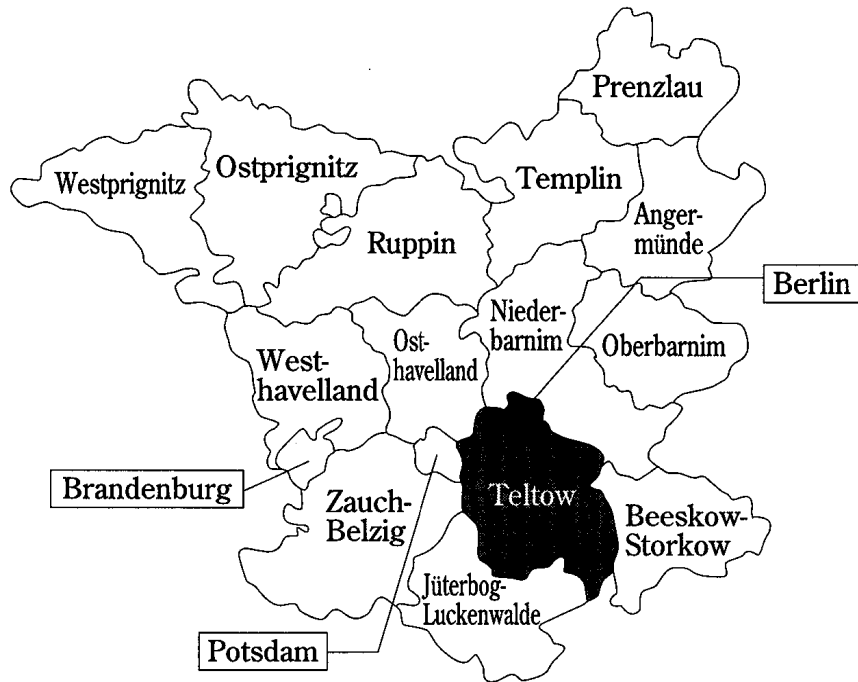 Prenzlau
Westprignitz
Ostprignitz
Templin
Anger-
münde
Ruppin
Berlin
Nieder-
barnim
Ost-
havelland
Oberbarnim
West-
havelland
Brandenburg
Zauch-
Belzig
Teltow
Beeskow-
Storkow
Jüterbog-
Luckenwalde
Potsdam